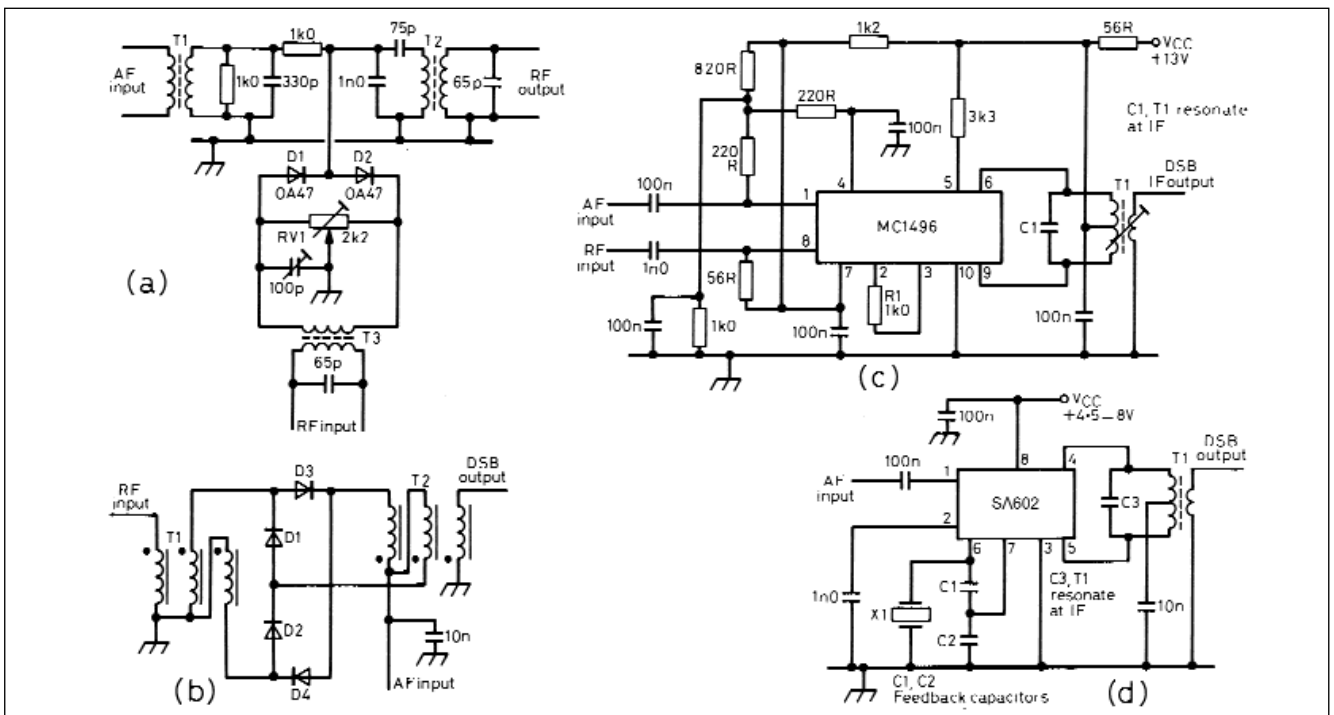 75p
T1
1k0
T2
AF
input
1k0
330p
1n0
65p
RF
output
D1
D2
OA47
OA47
RV1
2k2
100p
(a)
T3
65p
RF input
RF
input
T1
D3
D1
D2
D4
T2
DSB
output
10n
AF input
(b)
1k2
56R
VCC
+13V
820R
220R
100n
3k3
C1, T1 resonate
at IF
220
R
100n
AF
input
RF
input
1n0
4
5
6
1
8
MC1496
7
2
3
10
9
C1
T1
DSB
IF output
56R
R1
1k0
100n
1k0
100n
100n
(c)
100n
VCC
+4·5–8V
100n
AF
input
1
8
4
2
SA602
6
7
3
5
C3
T1
DSB
output
1n0
X1
C1
C2
C3, T1
resonate
at IF
10n
C1, C2
Feedback capacitors
(d)